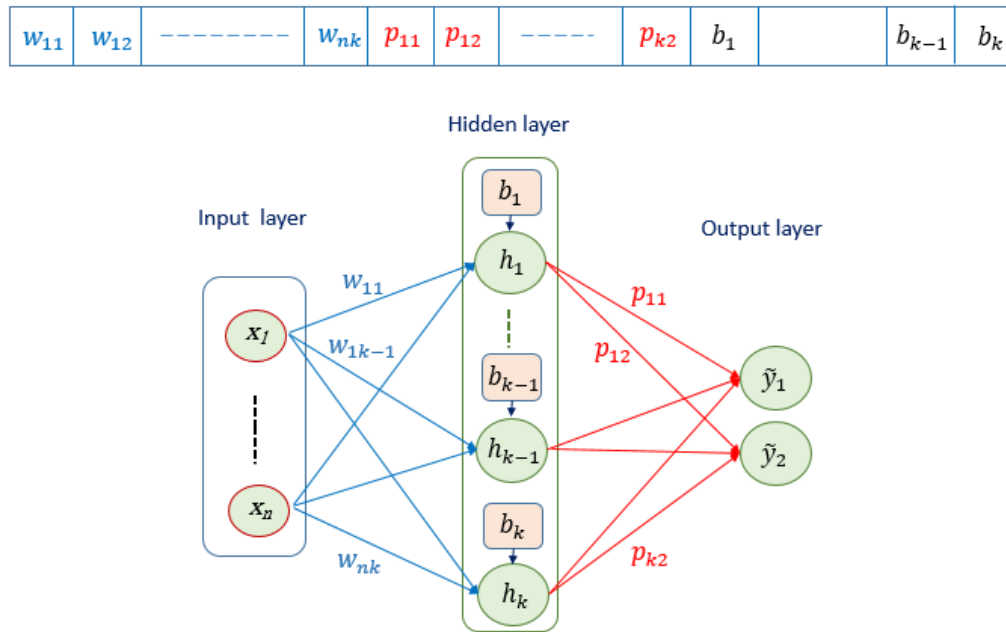 w₁₁ w₁₂ -------- wₙₖ p₁₁ p₁₂ ----- pₖ₂ b₁ bₖ₋₁ bₖ
Hidden layer
Input layer
Output layer
b₁
h₁
w₁₁
p₁₁
x₁
w₁ₖ₋₁
p₁₂
bₖ₋₁
ỹ₁
hₖ₋₁
ỹ₂
xₙ
bₖ
wₙₖ
pₖ₂
hₖ